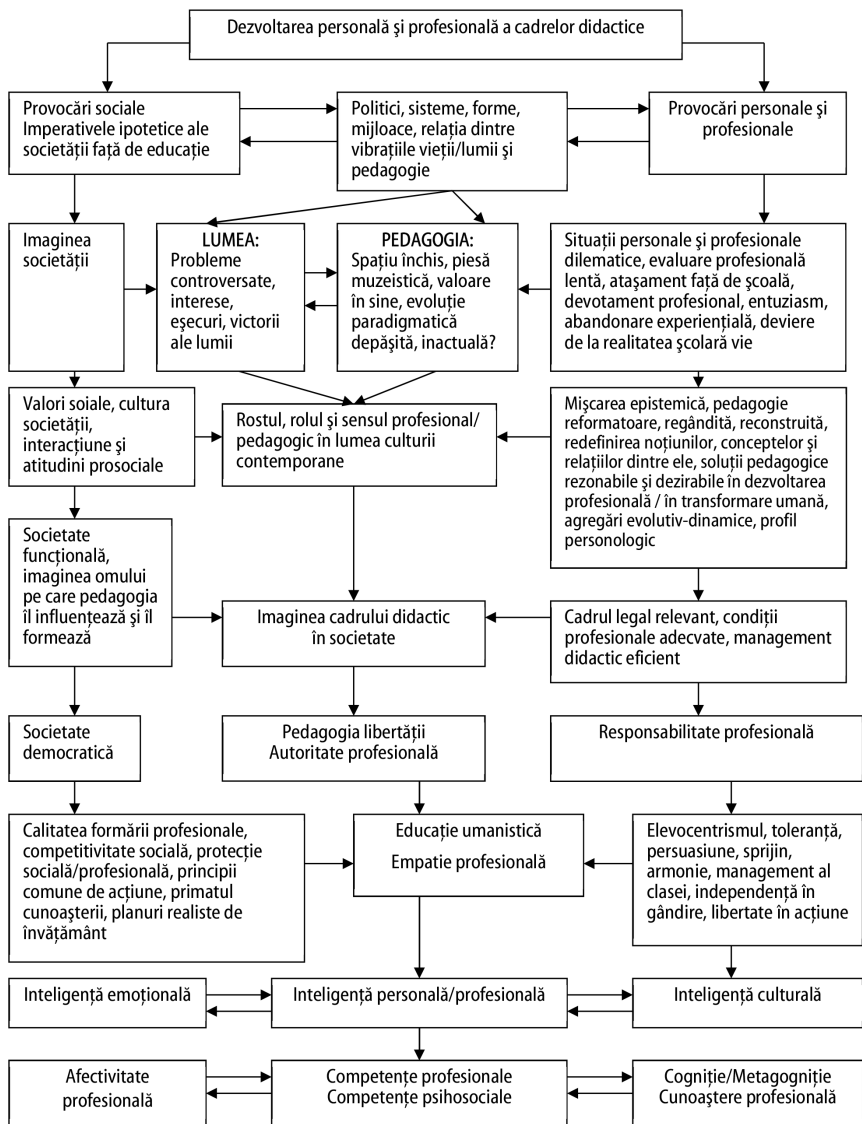 Dezvoltarea personală şi profesională a cadrelor didactice
Provocări sociale
Imperativele ipotetice ale
societăţii faţă de educaţie
Politici, sisteme, forme,
mijloace, relaţia dintre
vibraţiile vieţii/lumii şi
pedagogie
Provocări personale şi
profesionale
Imaginea
societăţii
LUMEA:
Probleme
controversate,
interese,
eşecuri, victorii
ale lumii
PEDAGOGIA:
Spaţiu închis, piesă
muzeistică, valoare
în sine, evoluţie
paradigmatică
depăşită, inactuală?
Situaţii personale şi profesionale
dilematice, evaluare profesională
lentă, ataşament faţă de şcoală,
devotament profesional, entuziasm,
abandonare experienţială, deviere
de la realitatea şcolară vie
Valori soiale, cultura
societăţii,
interacţiune şi
atitudini prosociale
Rostul, rolul şi sensul profesional/
pedagogic în lumea culturii
contemporane
Mişcarea epistemică, pedagogie
reformatoare, regândită, reconstruită,
redefinirea noţiunilor, conceptelor şi
relaţiilor dintre ele, soluţii pedagogice
rezonabile şi dezirabile în dezvoltarea
profesională / în transformare umană,
agregări evolutiv-dinamice, profil
personologic
Societate
funcţională,
imaginea omului
pe care pedagogia
îl influenţează şi îl
formează
Imaginea cadrului didactic
în societate
Cadrul legal relevant, condiţii
profesionale adecvate, management
didactic eficient
Societate
democratică
Pedagogia libertăţii
Autoritate profesională
Responsabilitate profesională
Calitatea formării profesionale,
competitivitate socială, protecţie
socială/profesională, principii
comune de acţiune, primatul
cunoaşterii, planuri realiste de
învăţământ
Educaţie umanistică
Empatie profesională
Elevocentrismul, toleranţă,
persuasiune, sprijin,
armonie, management al
clasei, independenţă în
gândire, libertate în acţiune
Inteligenţă emoţională
Inteligenţă personală/profesională
Inteligenţă culturală
Afectivitate
profesională
Competenţe profesionale
Competenţe psihosociale
Cogniţie/Metagogniţie
Cunoaştere profesională